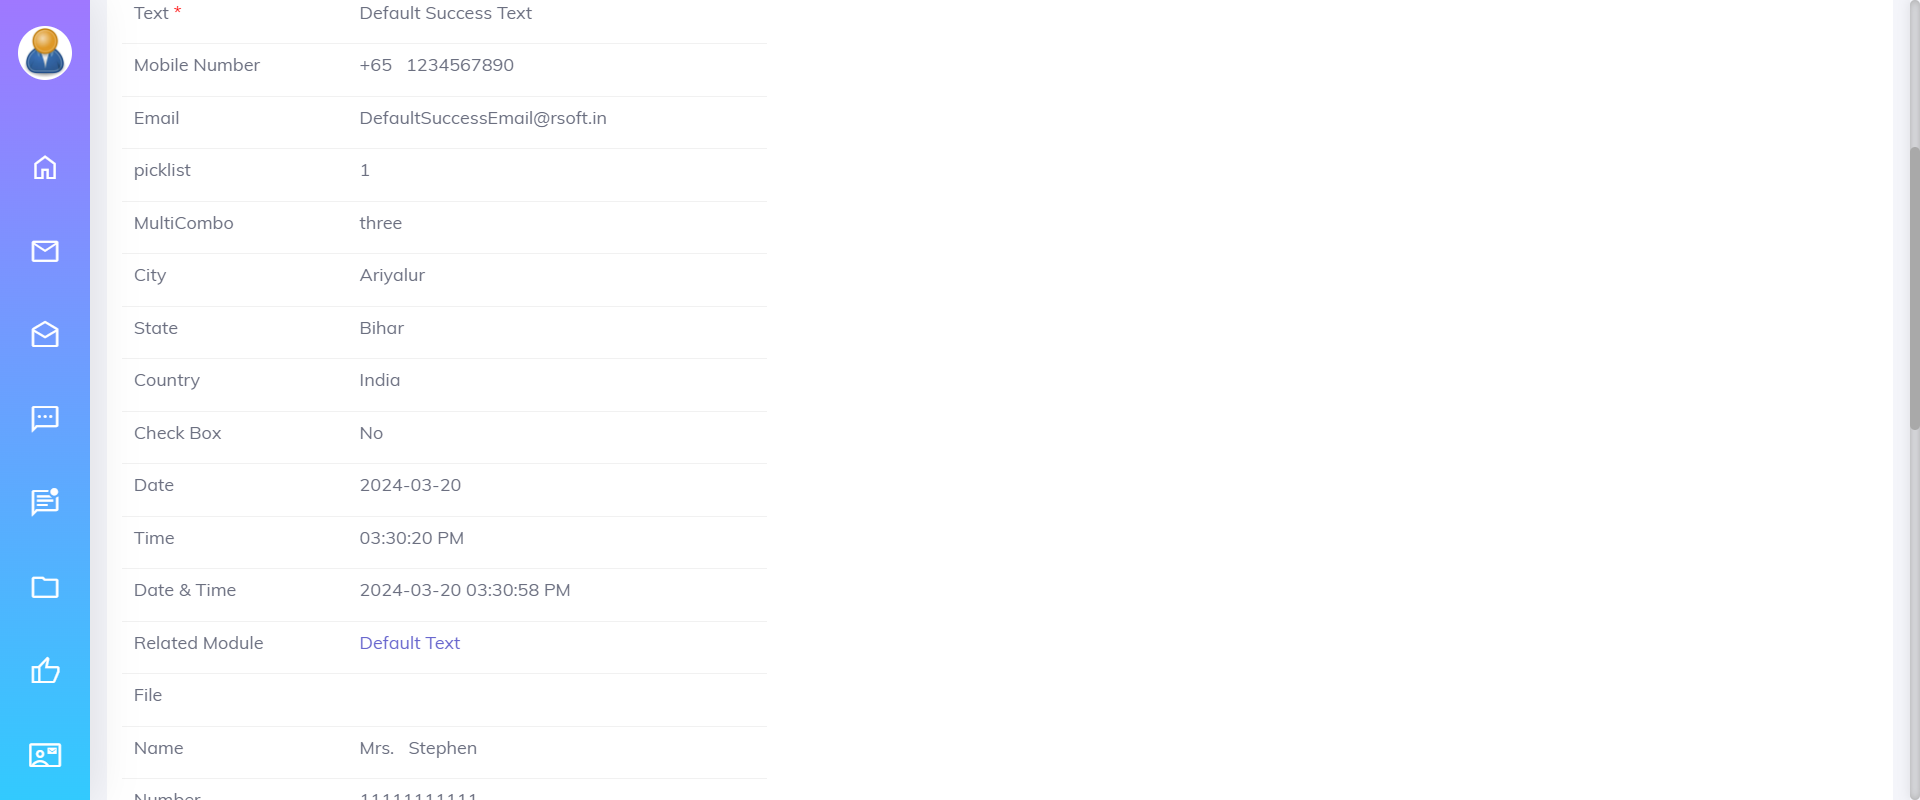 Text * Default Success Text
Mobile Number +65 1234567890
Email DefaultSuccessEmail@rsoft.in
picklist 1
MultiCombo three
City Ariyalur
State Bihar
Country India
Check Box No
Date 2024-03-20
Time 03:30:20 PM
Date & Time 2024-03-20 03:30:58 PM
Related Module Default Text
File
Name Mrs. Stephen
Number 11111111111